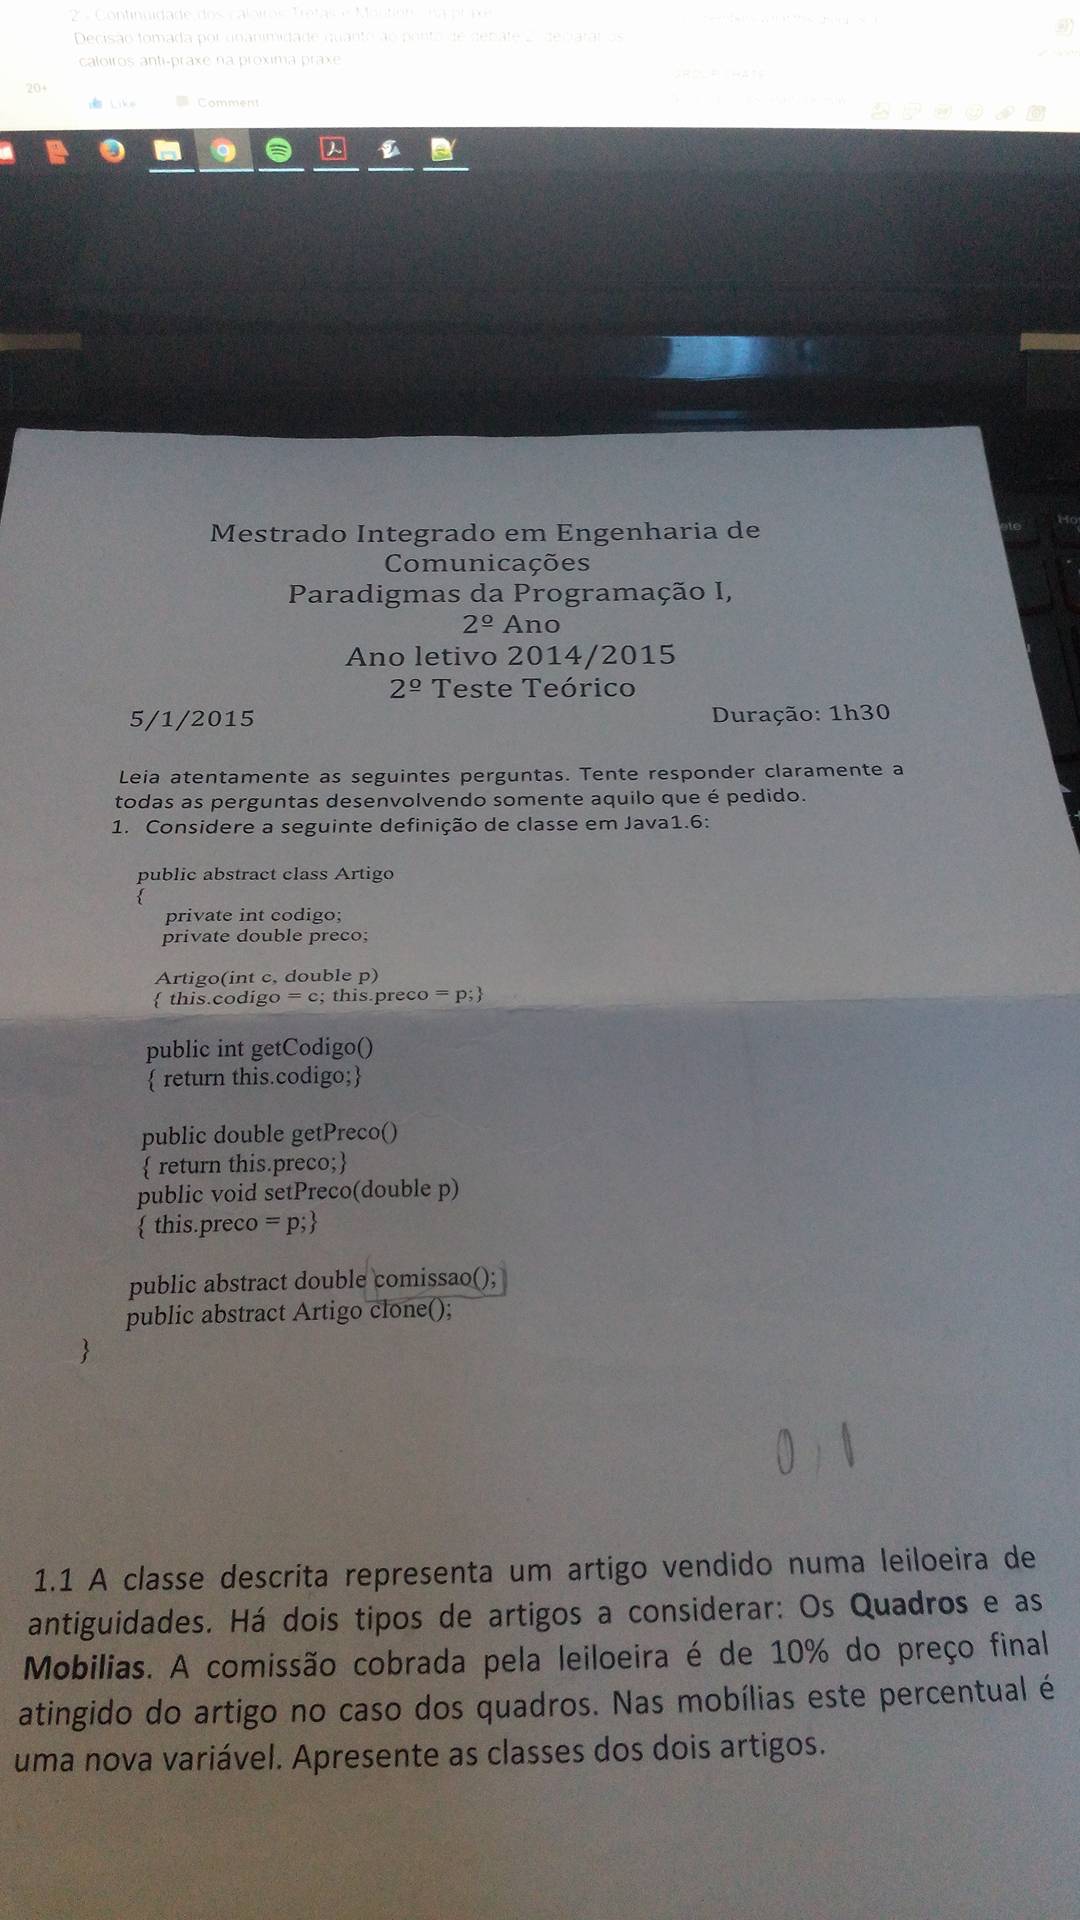 2 - Continuidade dos caloiros Tretas e Moutinho na praxe
Decisão tomada por unanimidade quanto ao ponto de debate 2: declarar os
caloiros anti-praxe na próxima praxe
20+
Like Comment
GROUP CHATS
Mestrado Integrado em Engenharia de
Comunicações
Paradigmas da Programação I,
2º Ano
Ano letivo 2014/2015
2º Teste Teórico
5/1/2015 Duração: 1h30
Leia atentamente as seguintes perguntas. Tente responder claramente a
todas as perguntas desenvolvendo somente aquilo que é pedido.
1. Considere a seguinte definição de classe em Java1.6:
public abstract class Artigo
{
private int codigo;
private double preco;
Artigo(int c, double p)
{ this.codigo = c; this.preco = p;}
public int getCodigo()
{ return this.codigo;}
public double getPreco()
{ return this.preco;}
public void setPreco(double p)
{ this.preco = p;}
public abstract double comissao();
public abstract Artigo clone();
}
0,1
1.1 A classe descrita representa um artigo vendido numa leiloeira de
antiguidades. Há dois tipos de artigos a considerar: Os Quadros e as
Mobilias. A comissão cobrada pela leiloeira é de 10% do preço final
atingido do artigo no caso dos quadros. Nas mobílias este percentual é
uma nova variável. Apresente as classes dos dois artigos.